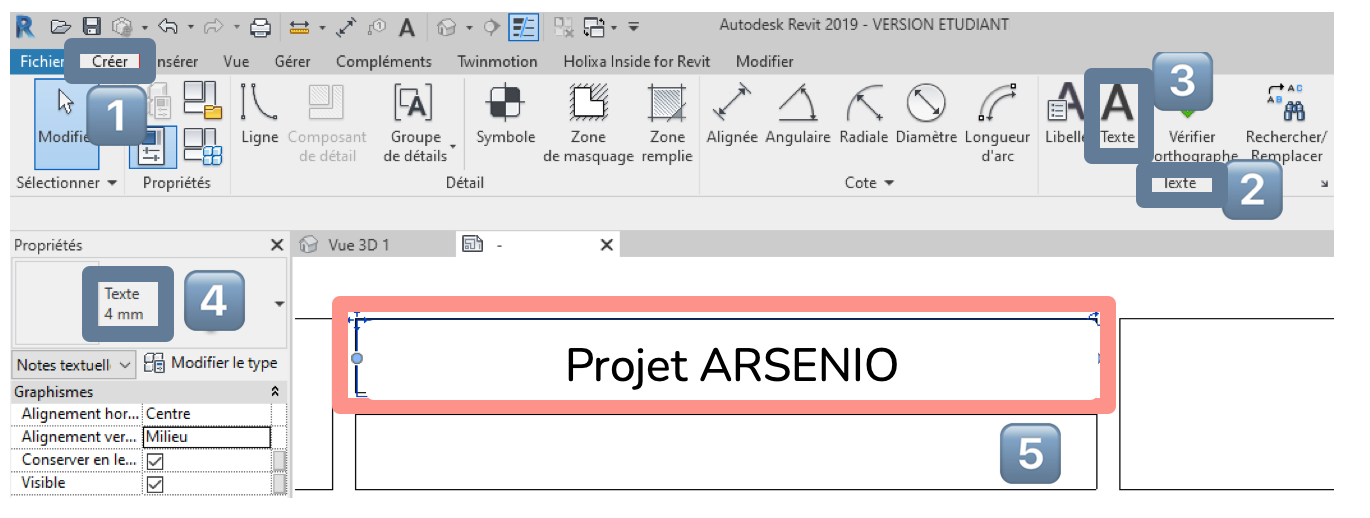 Autodesk Revit 2019 - VERSION ETUDIANT
Fichier Créer nsérer Vue Gérer Compléments Twinmotion Holixa Inside for Revit Modifier
1
3
Modifie Ligne Composant de détail Groupe de détails Symbole Zone de masquage Zone remplie Alignée Angulaire Radiale Diamètre Longueur d'arc Libellé Texte Vérifier orthographe Rechercher/ Remplacer
Sélectionner Propriétés Détail Cote Texte
2
Propriétés Vue 3D 1 -
Texte
4 mm
4
Notes textuell Modifier le type
Graphismes
Alignement hor... Centre
Alignement ver... Milieu
Conserver en le...
Visible
Projet ARSENIO
5